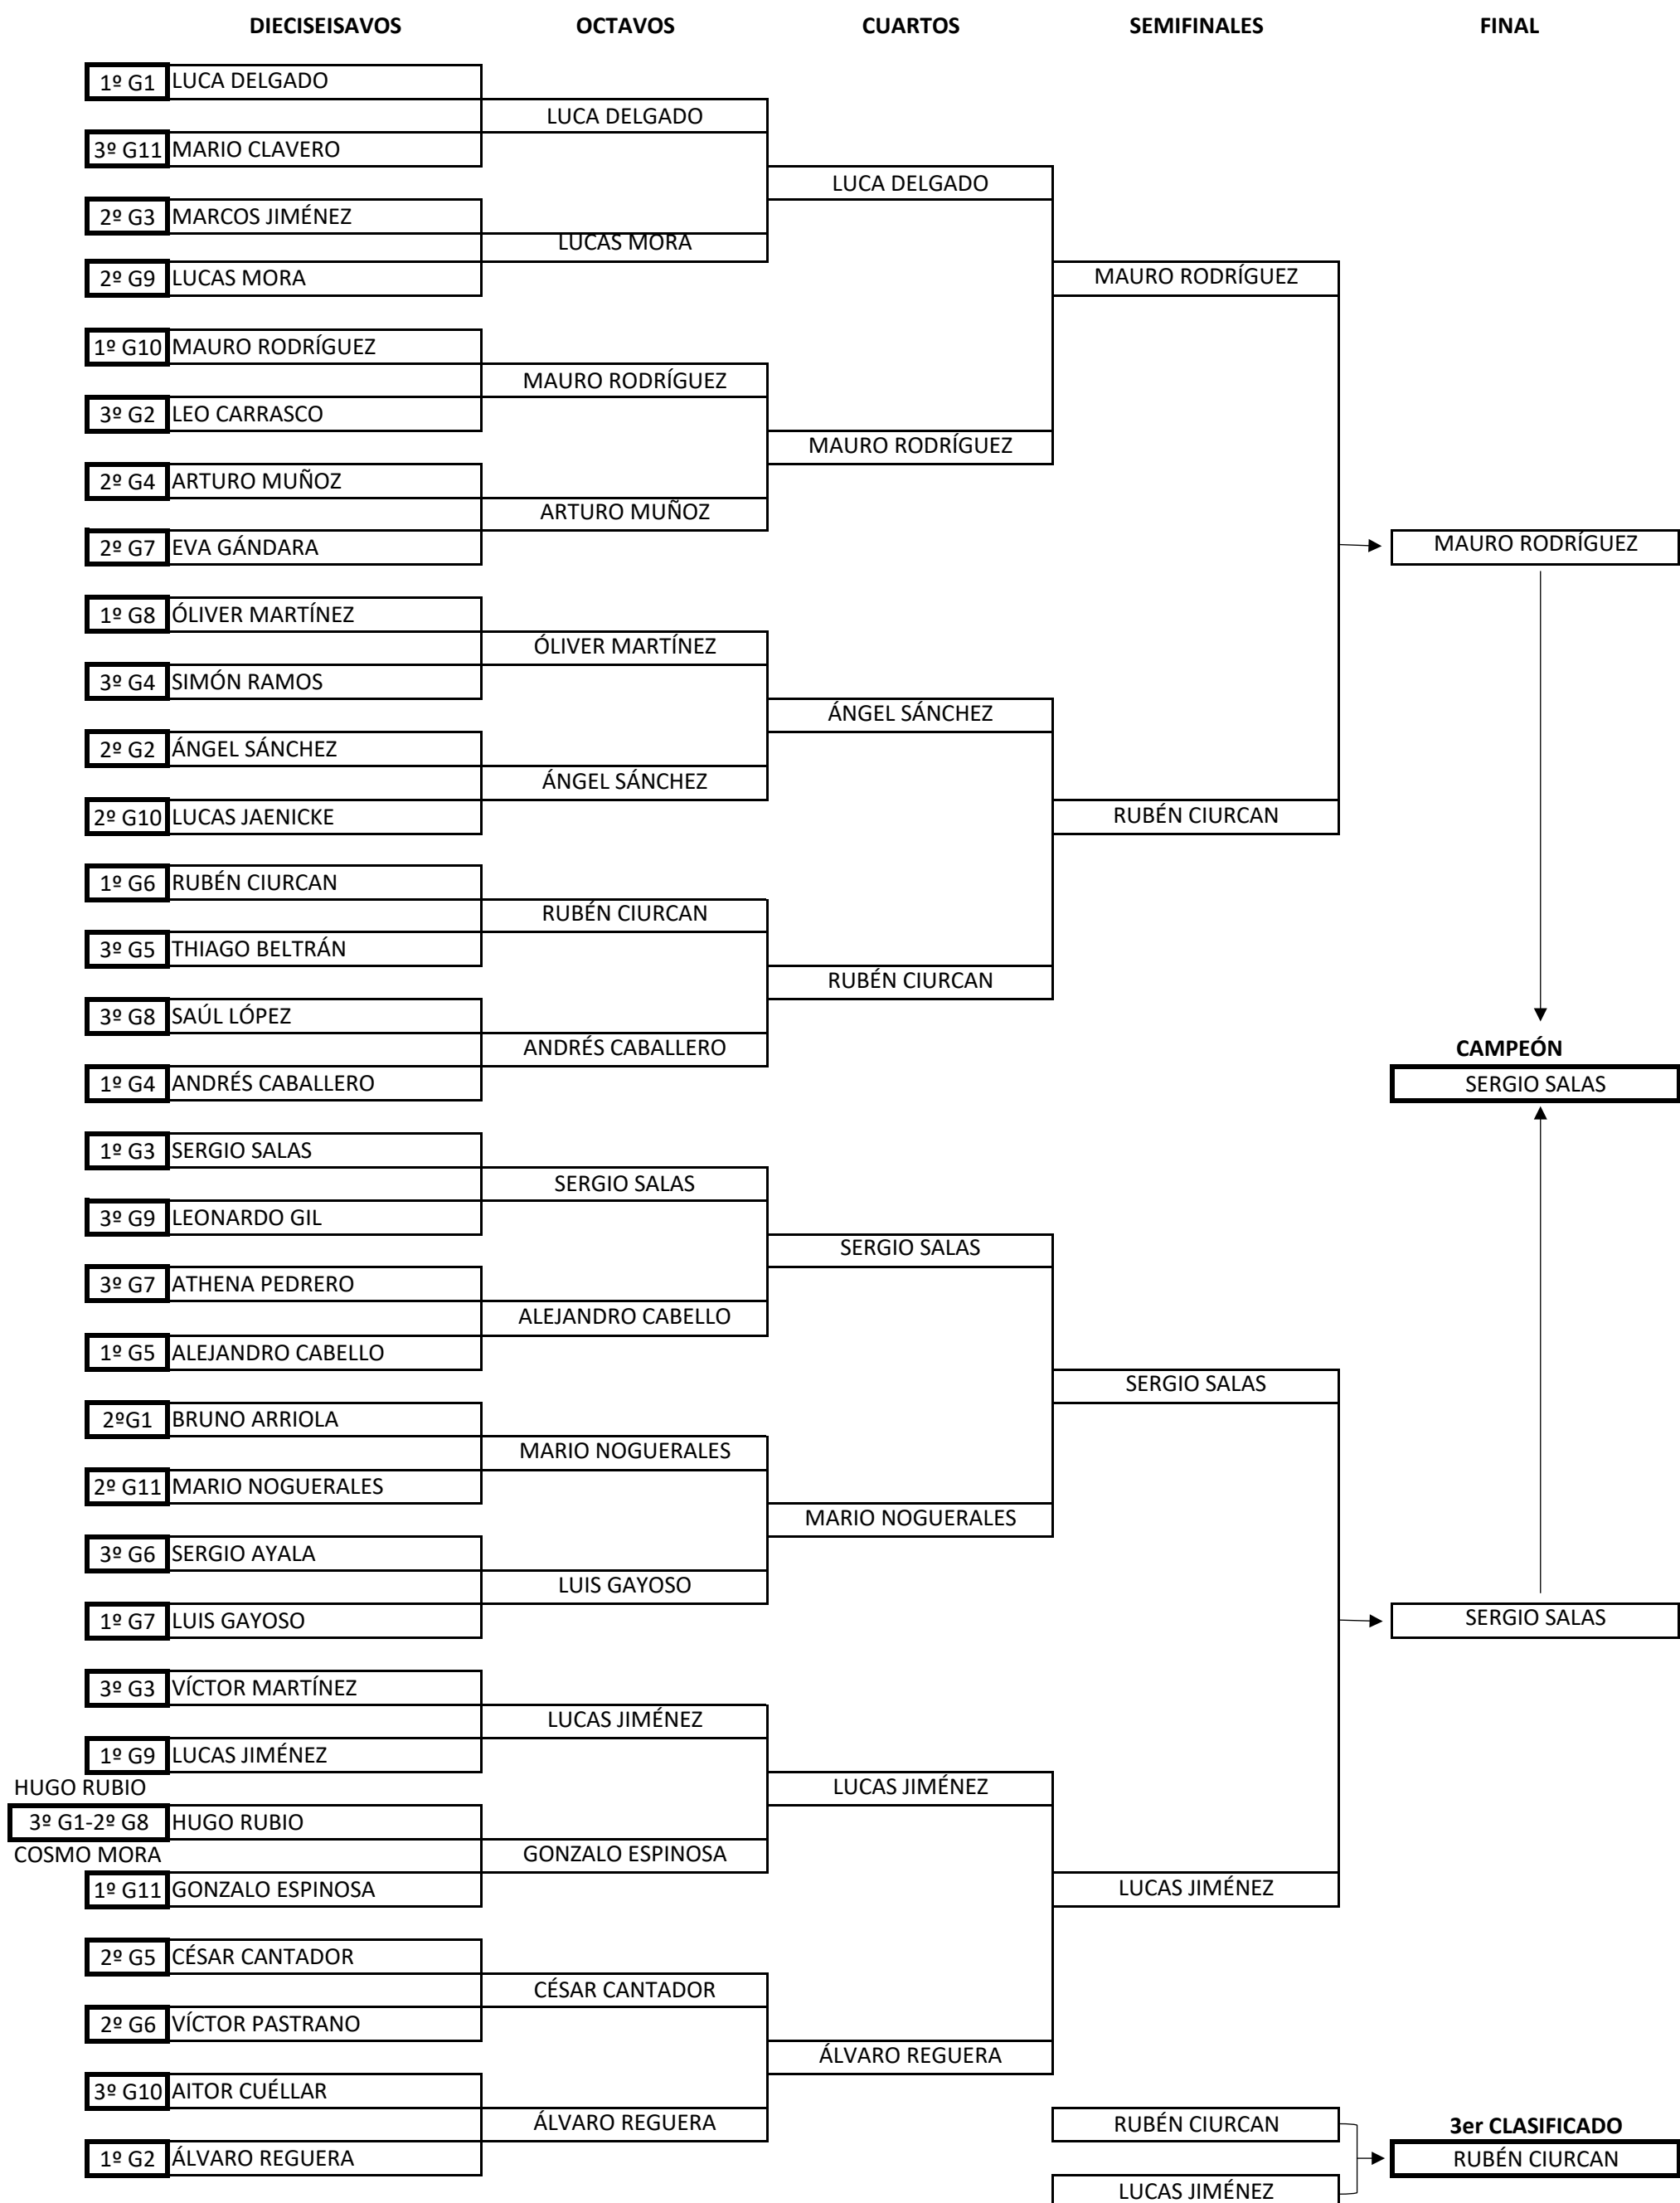 DIECISEISAVOS OCTAVOS CUARTOS SEMIFINALES FINAL
1º G1 LUCA DELGADO
LUCA DELGADO
3º G11 MARIO CLAVERO
LUCA DELGADO
2º G3 MARCOS JIMÉNEZ
LUCAS MORA
2º G9 LUCAS MORA
MAURO RODRÍGUEZ
1º G10 MAURO RODRÍGUEZ
MAURO RODRÍGUEZ
3º G2 LEO CARRASCO
MAURO RODRÍGUEZ
2º G4 ARTURO MUÑOZ
ARTURO MUÑOZ
2º G7 EVA GÁNDARA
MAURO RODRÍGUEZ
1º G8 ÓLIVER MARTÍNEZ
ÓLIVER MARTÍNEZ
3º G4 SIMÓN RAMOS
ÁNGEL SÁNCHEZ
2º G2 ÁNGEL SÁNCHEZ
ÁNGEL SÁNCHEZ
2º G10 LUCAS JAENICKE
RUBÉN CIURCAN
1º G6 RUBÉN CIURCAN
RUBÉN CIURCAN
3º G5 THIAGO BELTRÁN
RUBÉN CIURCAN
3º G8 SAÚL LÓPEZ
ANDRÉS CABALLERO
CAMPEÓN
1º G4 ANDRÉS CABALLERO
SERGIO SALAS
1º G3 SERGIO SALAS
SERGIO SALAS
3º G9 LEONARDO GIL
SERGIO SALAS
3º G7 ATHENA PEDRERO
ALEJANDRO CABELLO
1º G5 ALEJANDRO CABELLO
SERGIO SALAS
2ºG1 BRUNO ARRIOLA
MARIO NOGUERALES
2º G11 MARIO NOGUERALES
MARIO NOGUERALES
3º G6 SERGIO AYALA
LUIS GAYOSO
1º G7 LUIS GAYOSO
SERGIO SALAS
3º G3 VÍCTOR MARTÍNEZ
LUCAS JIMÉNEZ
1º G9 LUCAS JIMÉNEZ
HUGO RUBIO
LUCAS JIMÉNEZ
3º G1-2º G8 HUGO RUBIO
COSMO MORA
GONZALO ESPINOSA
1º G11 GONZALO ESPINOSA
LUCAS JIMÉNEZ
2º G5 CÉSAR CANTADOR
CÉSAR CANTADOR
2º G6 VÍCTOR PASTRANO
ÁLVARO REGUERA
3º G10 AITOR CUÉLLAR
ÁLVARO REGUERA
RUBÉN CIURCAN
3er CLASIFICADO
1º G2 ÁLVARO REGUERA
RUBÉN CIURCAN
LUCAS JIMÉNEZ